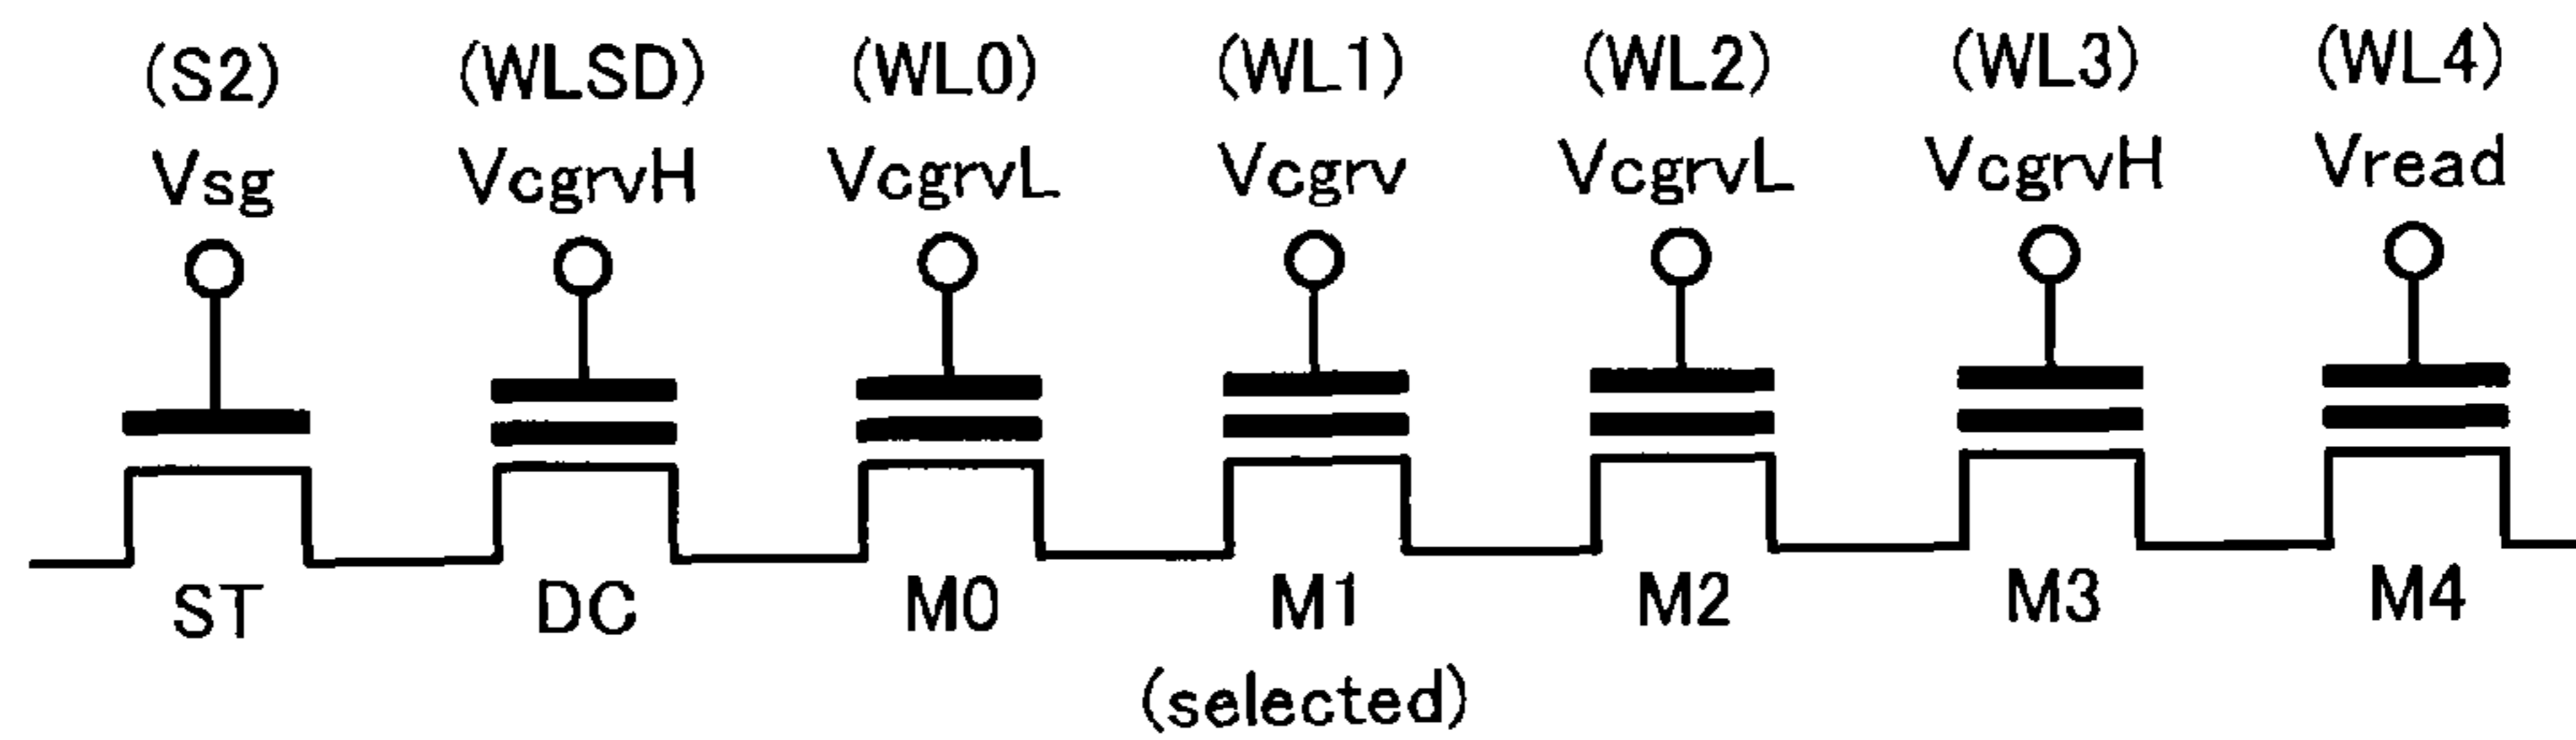 (S2) (WLSD) (WL0) (WL1) (WL2) (WL3) (WL4)
Vsg VcgrvH VcgrvL Vcgrv VcgrvL VcgrvH Vread
ST DC M0 M1 M2 M3 M4
(selected)